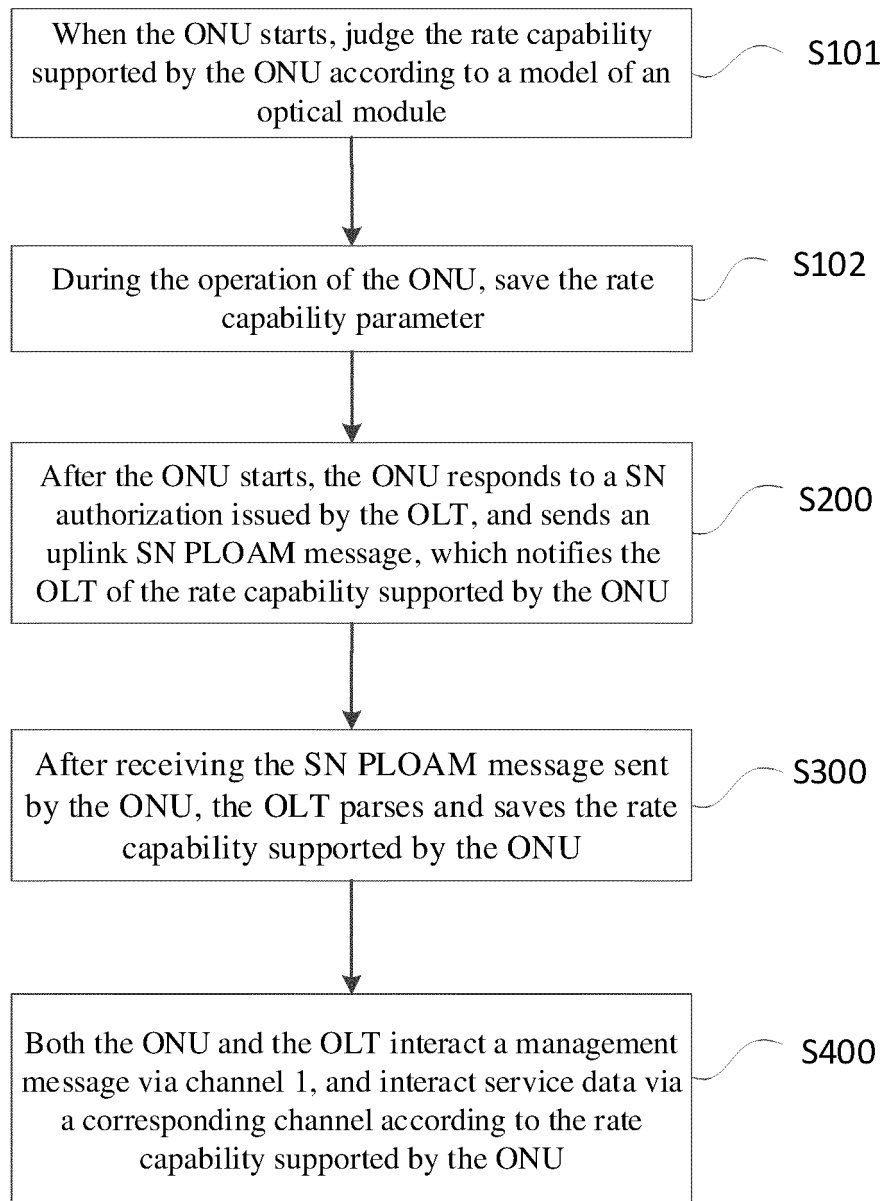 When the ONU starts, judge the rate capability
supported by the ONU according to a model of an
optical module
S101
During the operation of the ONU, save the rate
capability parameter
S102
After the ONU starts, the ONU responds to a SN
authorization issued by the OLT, and sends an
uplink SN PLOAM message, which notifies the
OLT of the rate capability supported by the ONU
S200
After receiving the SN PLOAM message sent
by the ONU, the OLT parses and saves the rate
capability supported by the ONU
S300
Both the ONU and the OLT interact a management
message via channel 1, and interact service data via
a corresponding channel according to the rate
capability supported by the ONU
S400